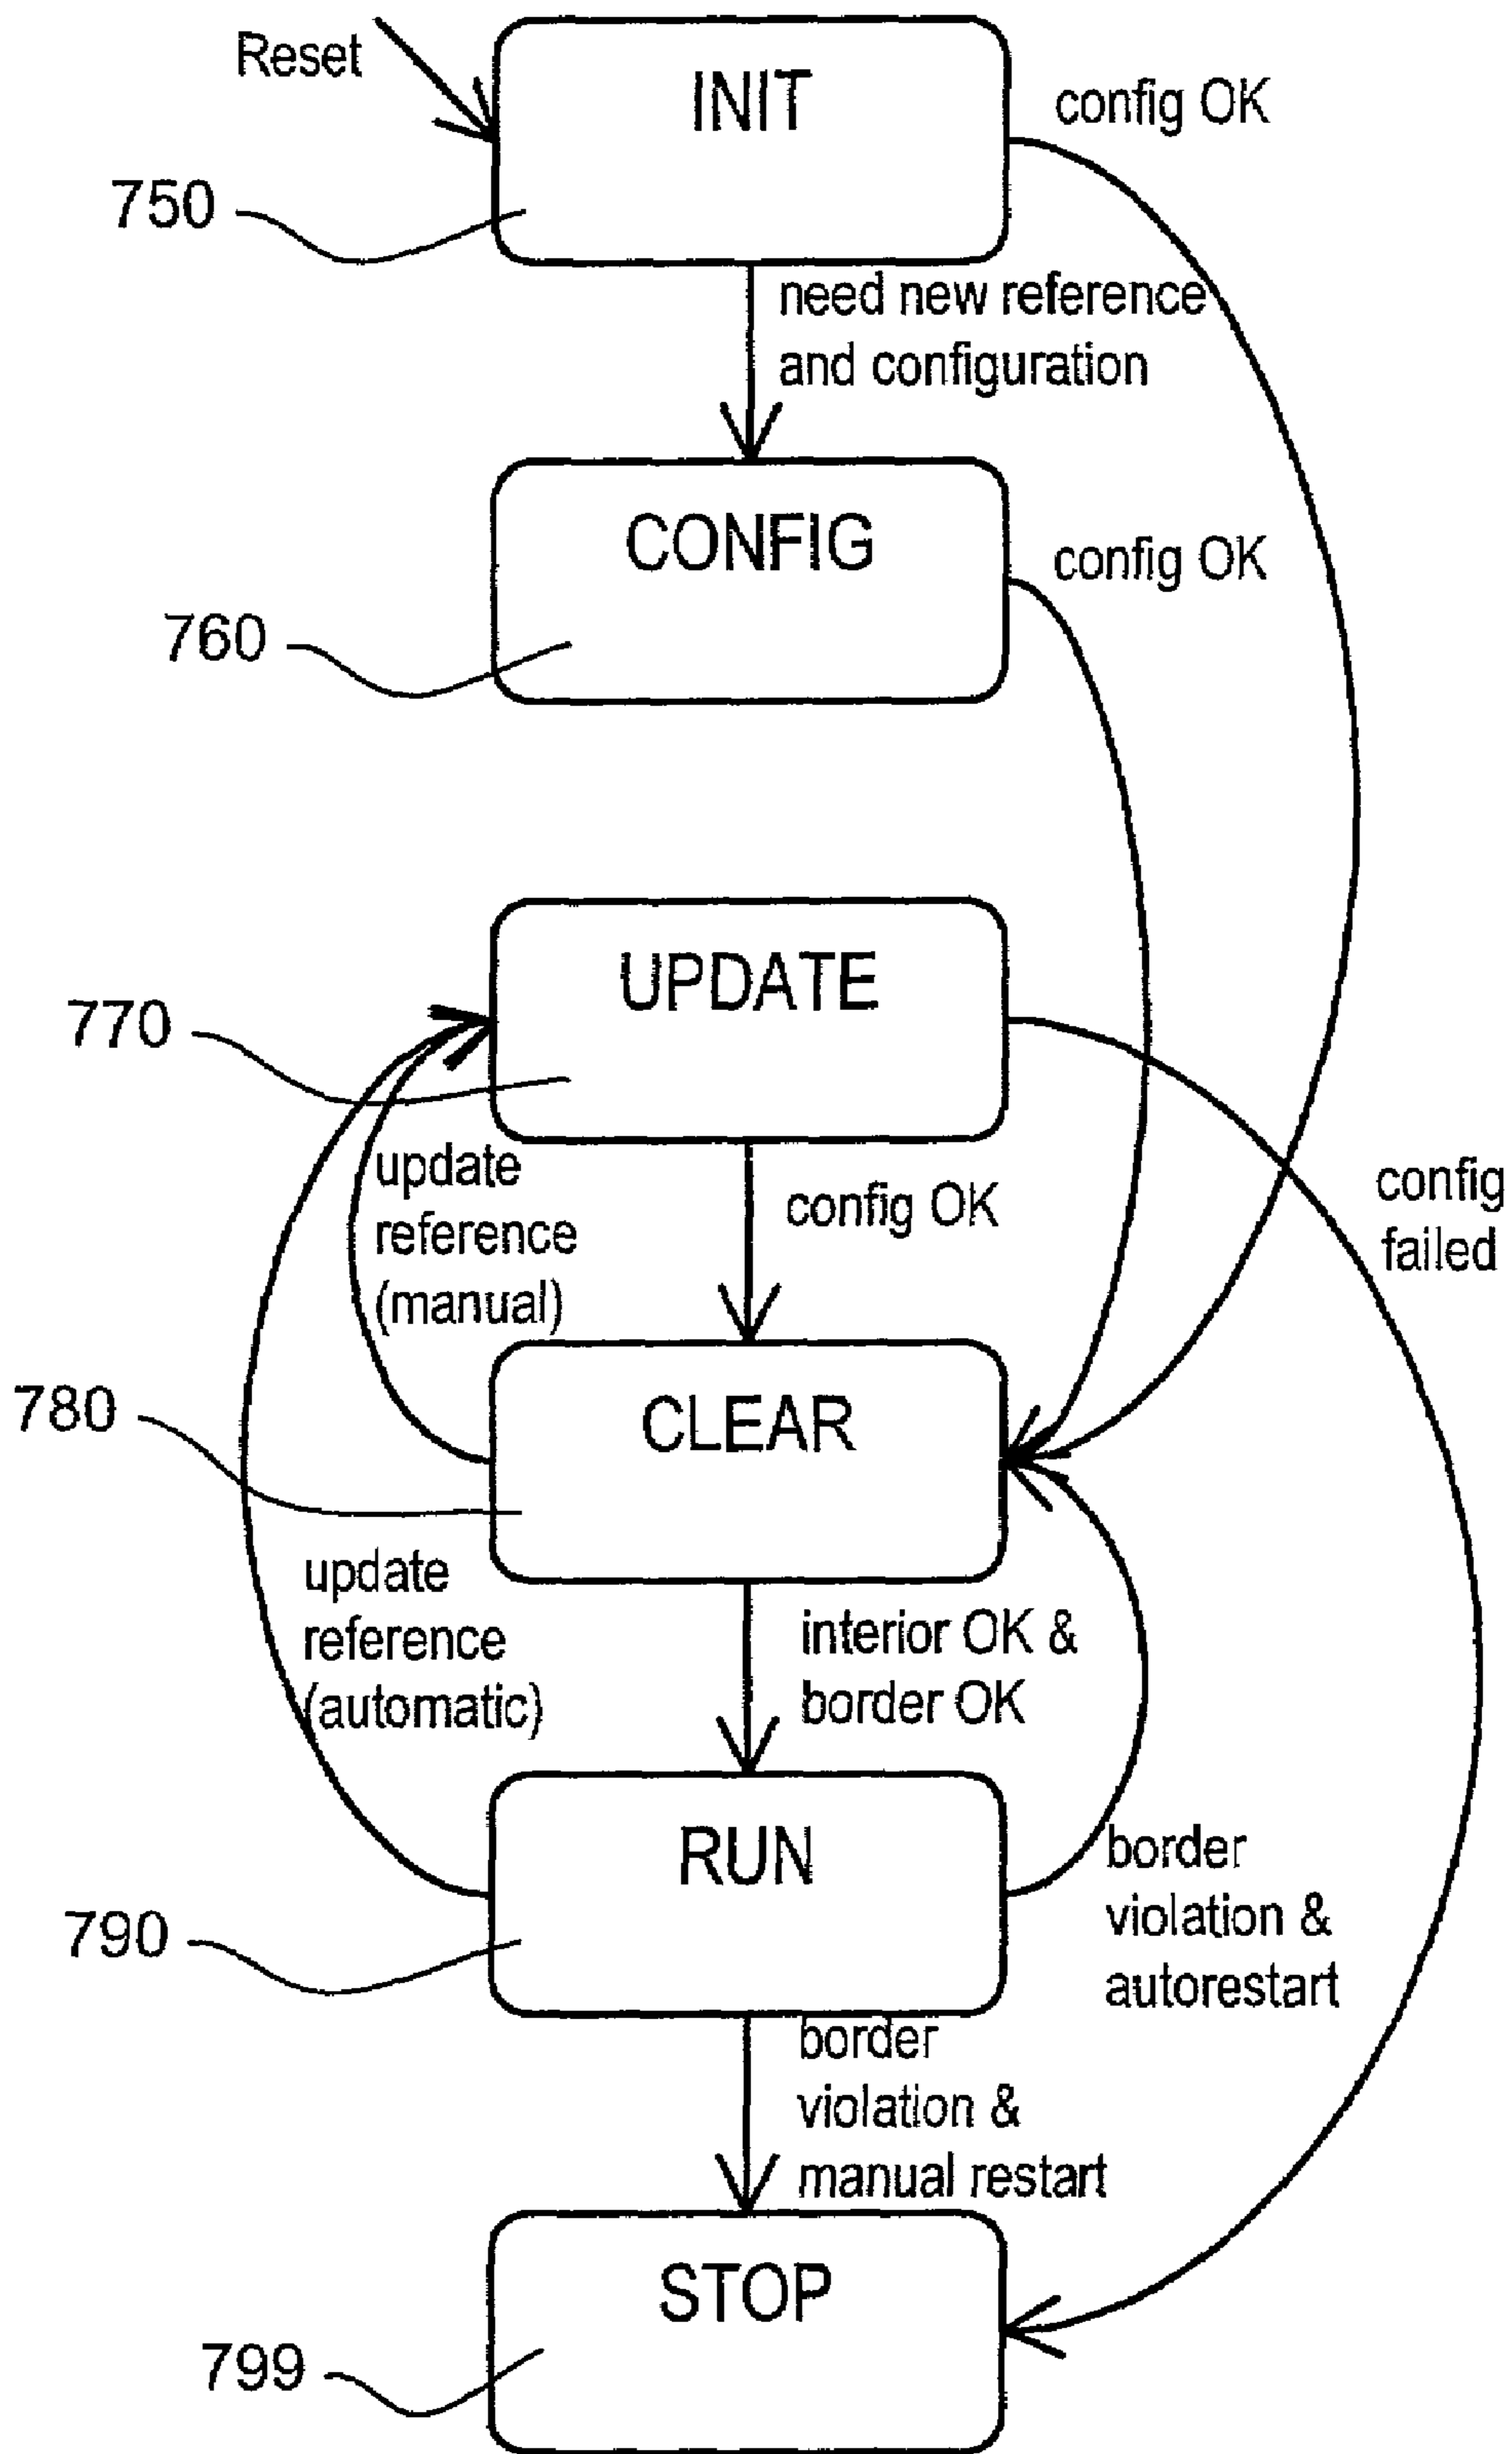 Reset
INIT
config OK
750
need new reference
and configuration
CONFIG
config OK
760
UPDATE
770
update
reference
(manual)
config OK
config
failed
CLEAR
780
update
reference
(automatic)
interior OK &
border OK
RUN
border
violation &
autorestart
790
border
violation &
manual restart
STOP
799